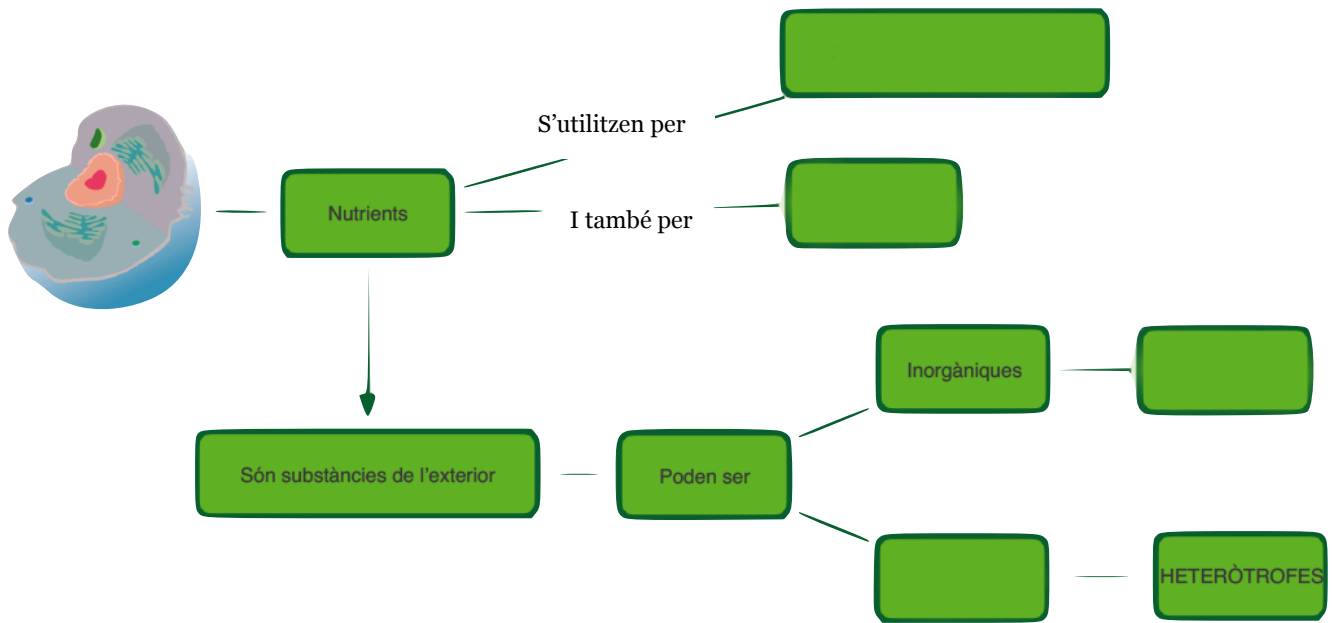 S’utilitzen per
Nutrients
I també per
Inorgàniques
Són substàncies de l’exterior
Poden ser
HETERÒTROFES